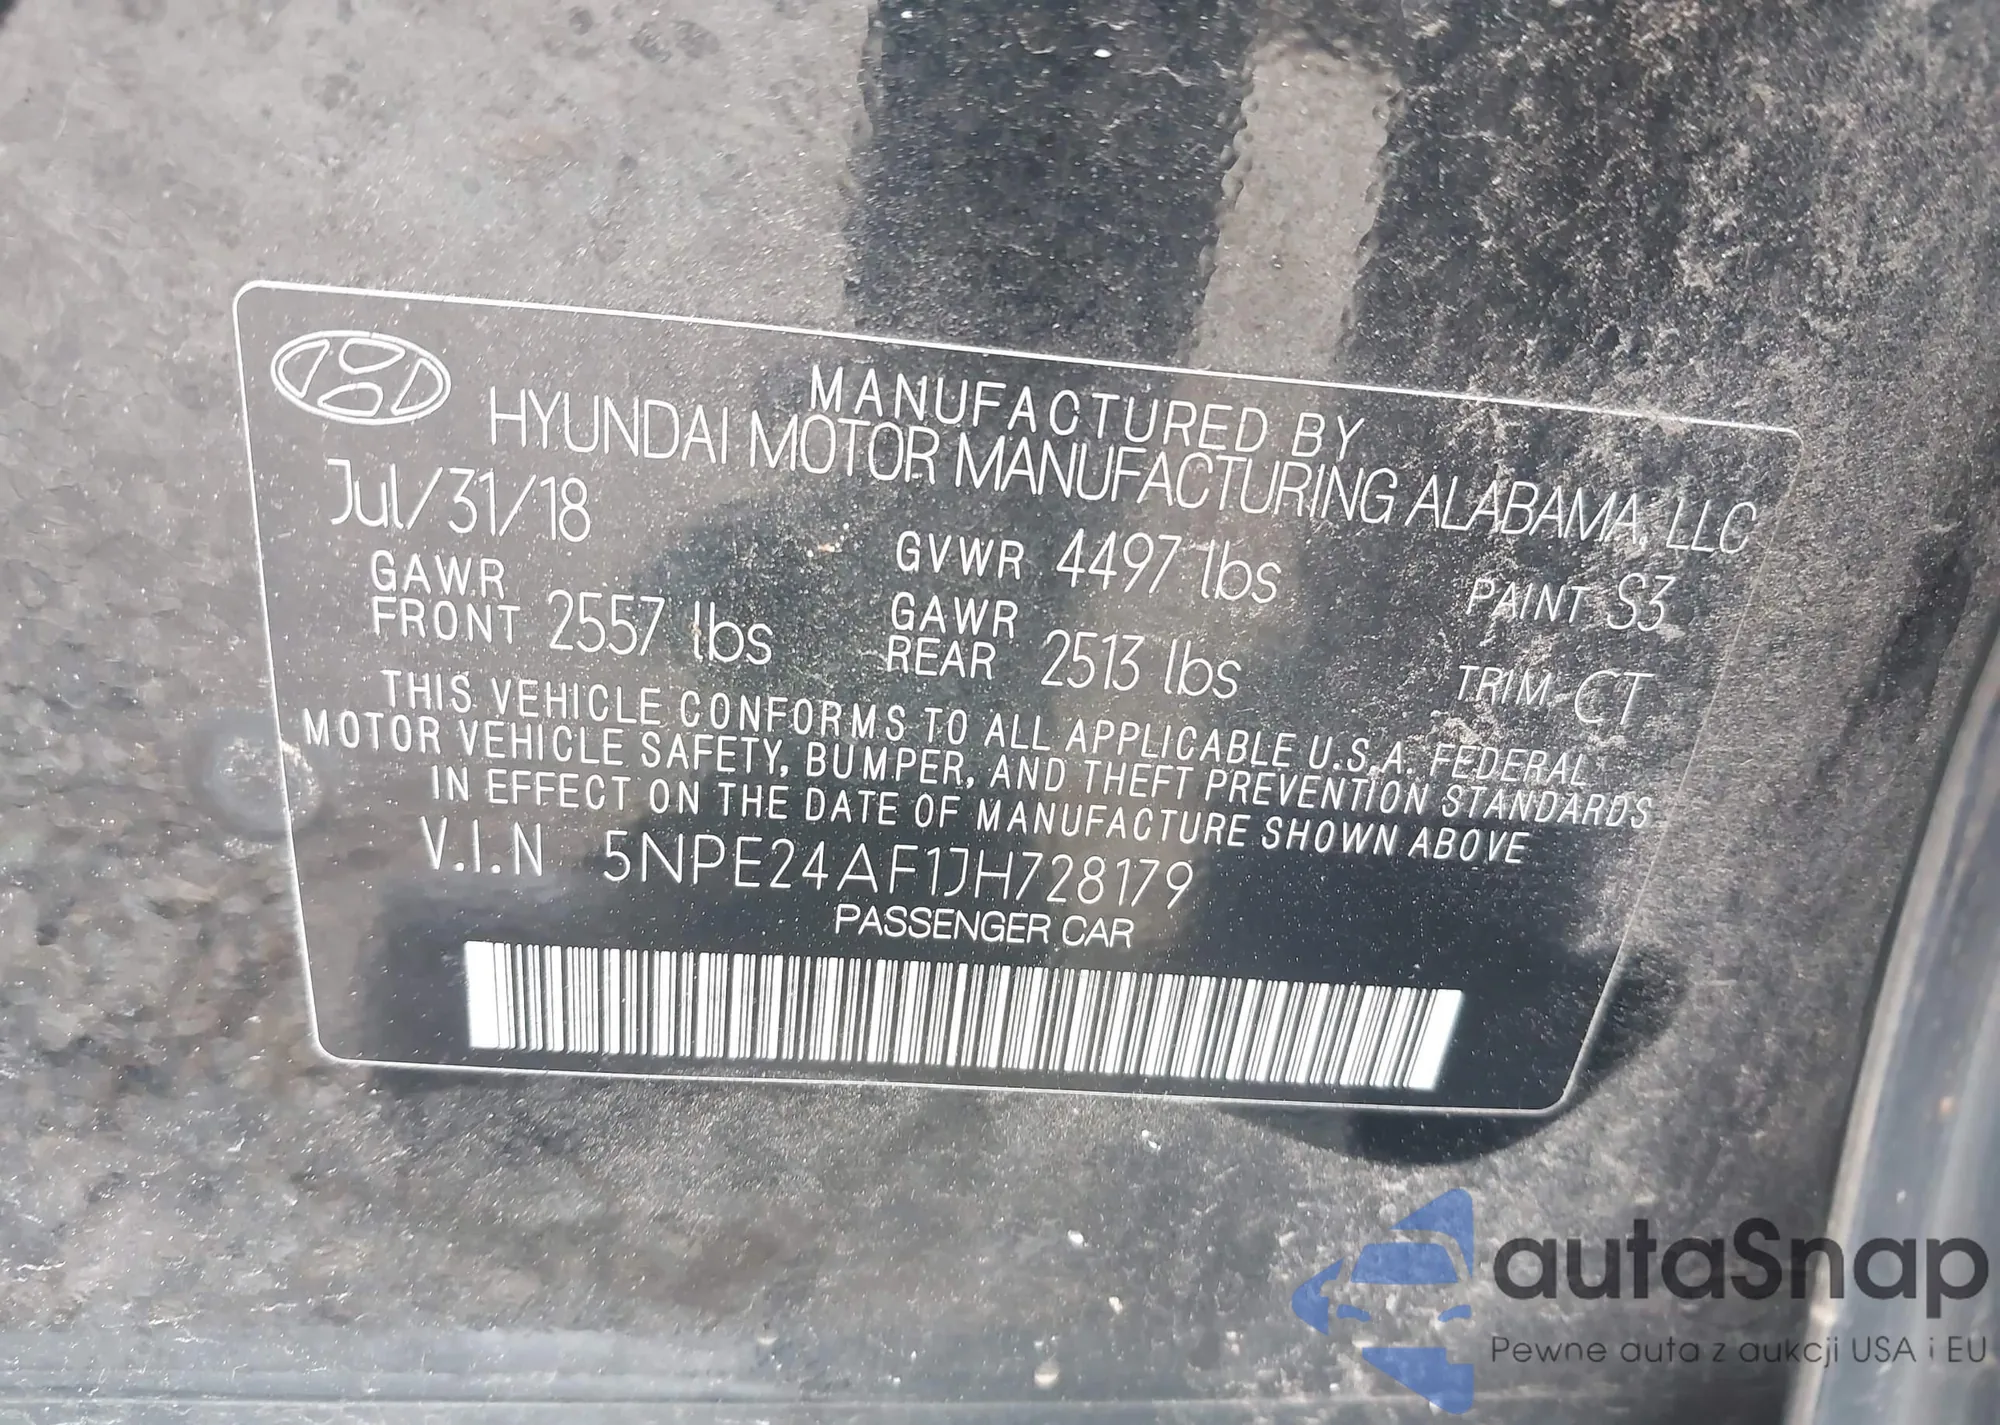 MANUFACTURED BY
HYUNDAI MOTOR MANUFACTURING ALABAMA, LLC
Jul/31/18
GVWR 4497 lbs
PAINT S3
GAWR
FRONT 2557 lbs
GAWR
REAR 2513 lbs
TRIM CT
THIS VEHICLE CONFORMS TO ALL APPLICABLE U.S.A. FEDERAL
MOTOR VEHICLE SAFETY, BUMPER, AND THEFT PREVENTION STANDARDS
IN EFFECT ON THE DATE OF MANUFACTURE SHOWN ABOVE
V.I.N 5NPE24AF1JH728179
PASSENGER CAR
autaSnap
Pewne auta z aukcji USA i EU